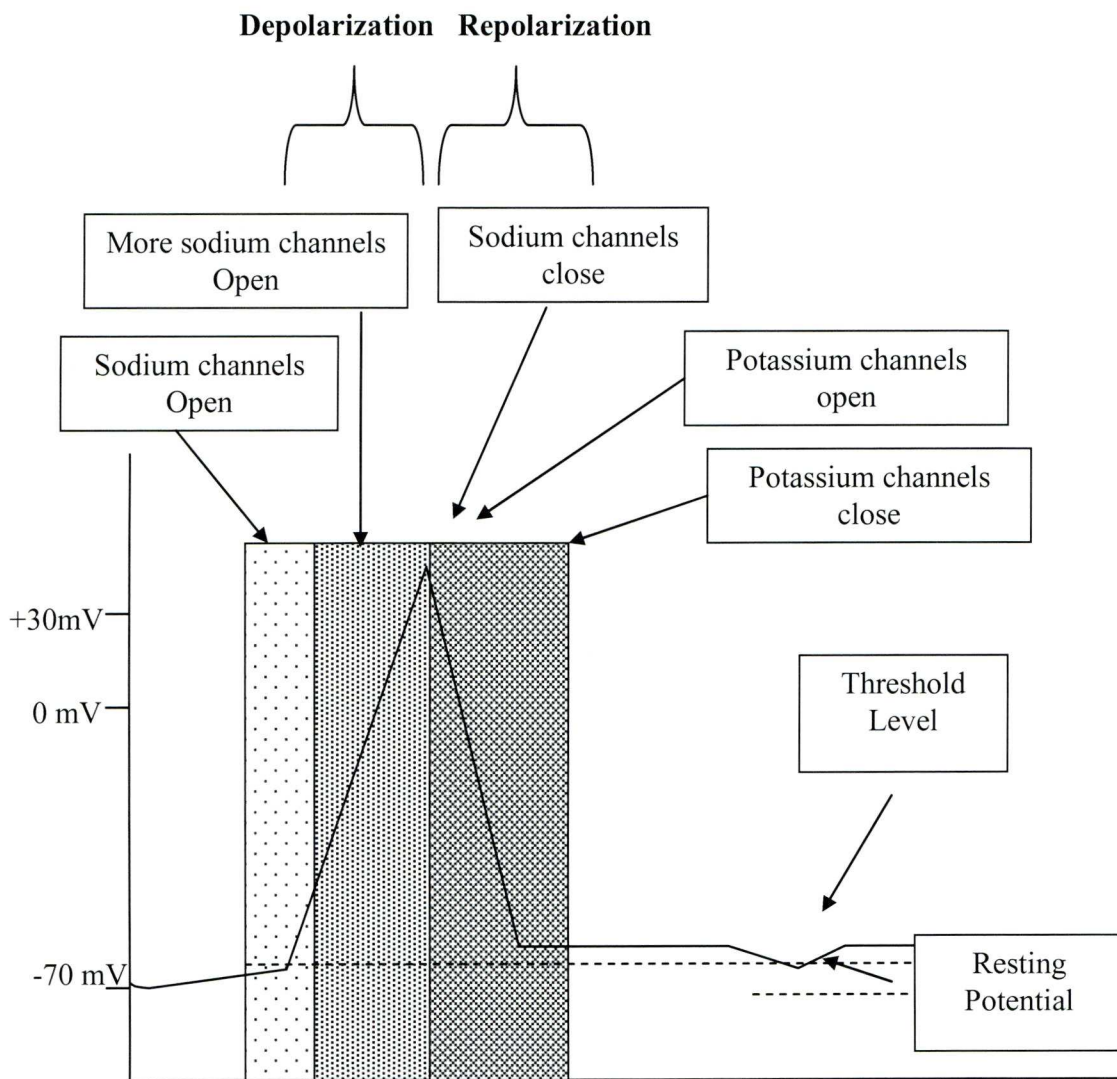 Depolarization Repolarization
More sodium channels
Open
Sodium channels
close
Sodium channels
Open
Potassium channels
open
Potassium channels
close
+30mV
0 mV
Threshold
Level
-70 mV
Resting
Potential